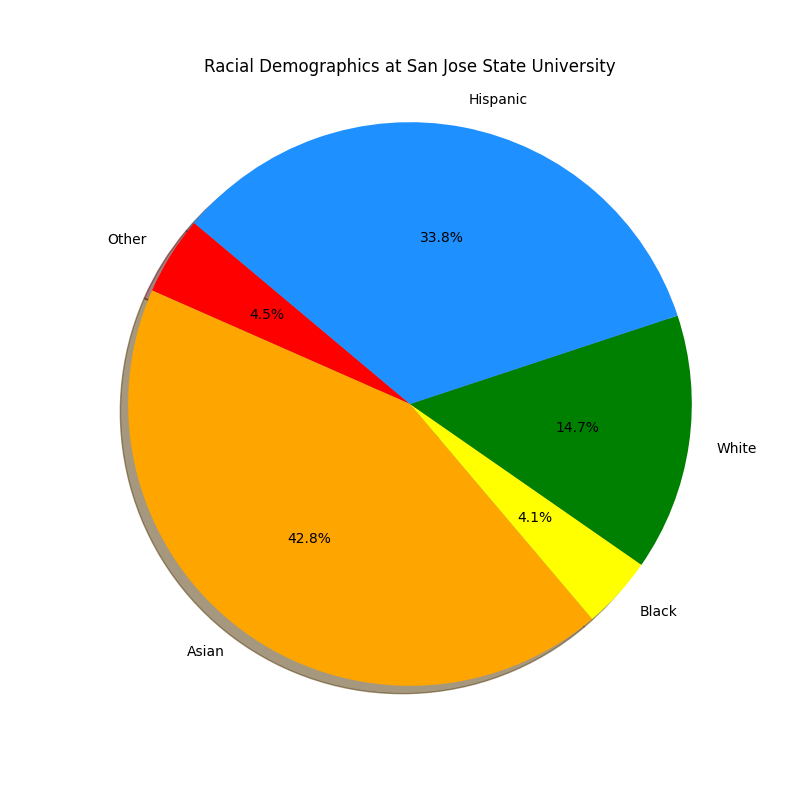 Racial Demographics at San Jose State University
Hispanic
33.8%
Other
4.5%
14.7%
White
4.1%
42.8%
Black
Asian